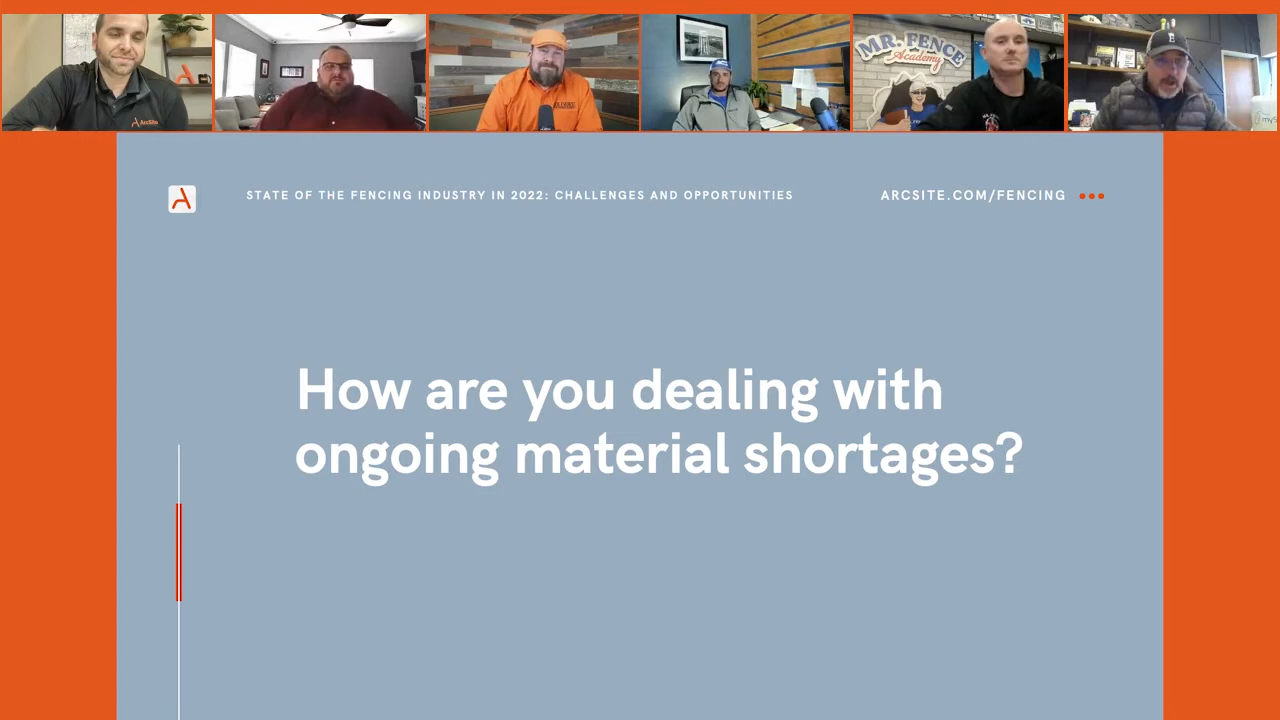 ArcSite
MR. FENCE
Academy
STATE OF THE FENCING INDUSTRY IN 2022: CHALLENGES AND OPPORTUNITIES
ARCSITE.COM/FENCING
How are you dealing with
ongoing material shortages?